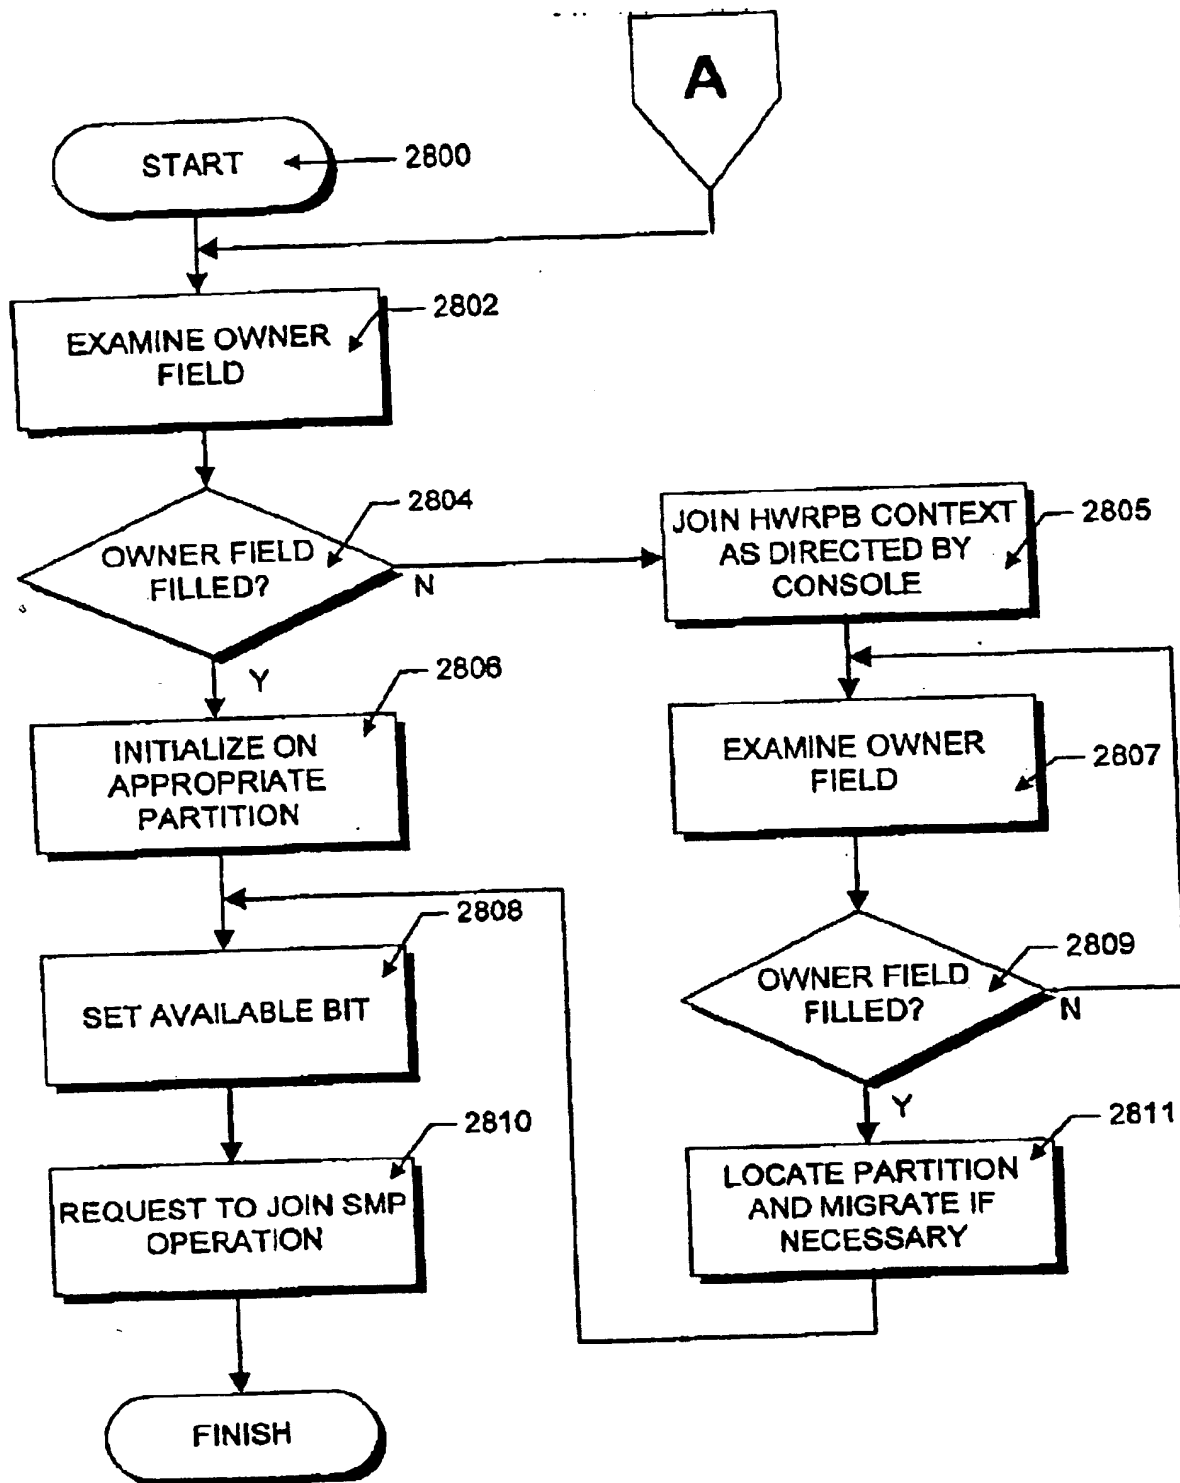 A
START
2800
EXAMINE OWNER
FIELD
2802
OWNER FIELD
FILLED?
2804
N
Y
JOIN HWRPB CONTEXT
AS DIRECTED BY
CONSOLE
2805
INITIALIZE ON
APPROPRIATE
PARTITION
2806
EXAMINE OWNER
FIELD
2807
SET AVAILABLE BIT
2808
OWNER FIELD
FILLED?
2809
N
Y
REQUEST TO JOIN SMP
OPERATION
2810
LOCATE PARTITION
AND MIGRATE IF
NECESSARY
2811
FINISH